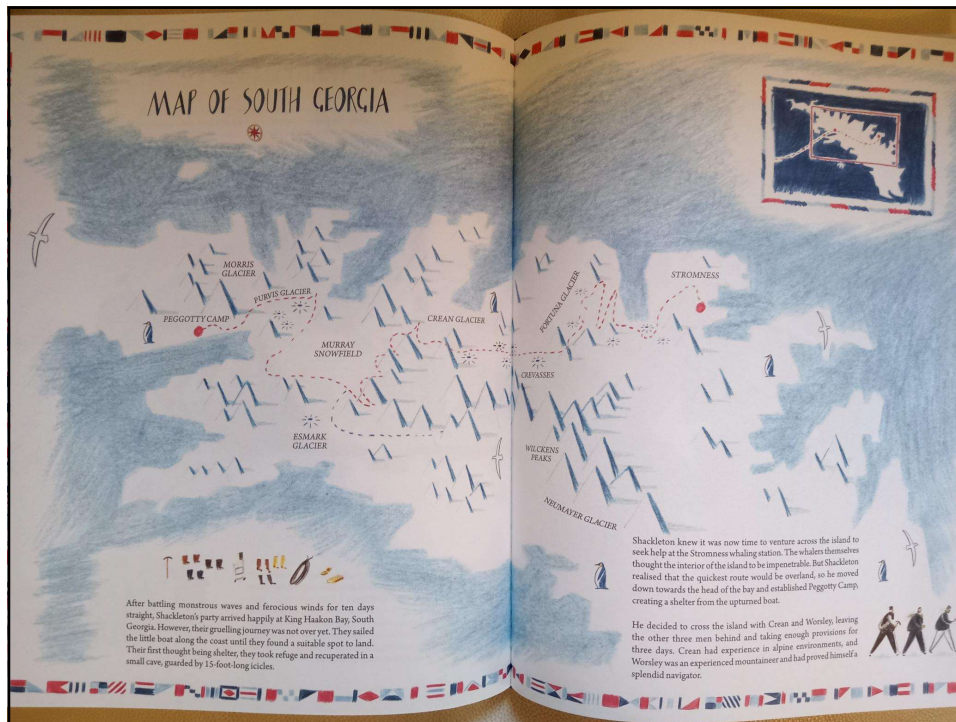 MAP OF SOUTH GEORGIA
MORRIS
GLACIER
PURVIS GLACIER
PEGGOTTY CAMP
MURRAY
SNOWFIELD
CREAN GLACIER
ESMARK
GLACIER
FORTUNA GLACIER
STROMNESS
CREVASSES
WILCKENS
PEAKS
NEUMAYER GLACIER
After battling monstrous waves and ferocious winds for ten days
straight, Shackleton's party arrived happily at King Haakon Bay, South
Georgia. However, their gruelling journey was not over yet. They sailed
the little boat along the coast until they found a suitable spot to land.
Their first thought being shelter, they took refuge and recuperated in a
small cave, guarded by 15-foot-long icicles.
Shackleton knew it was now time to venture across the island to
seek help at the Stromness whaling station. The whalers themselves
thought the interior of the island to be impenetrable. But Shackleton
realised that the quickest route would be overland, so he moved
down towards the head of the bay and established Peggoty Camp,
creating a shelter from the upturned boat.
He decided to cross the island with Crean and Worsley, leaving
the other three men behind and taking enough provisions for
three days. Crean had experience in alpine environments, and
Worsley was an experienced mountaineer and had proved himself a
splendid navigator.